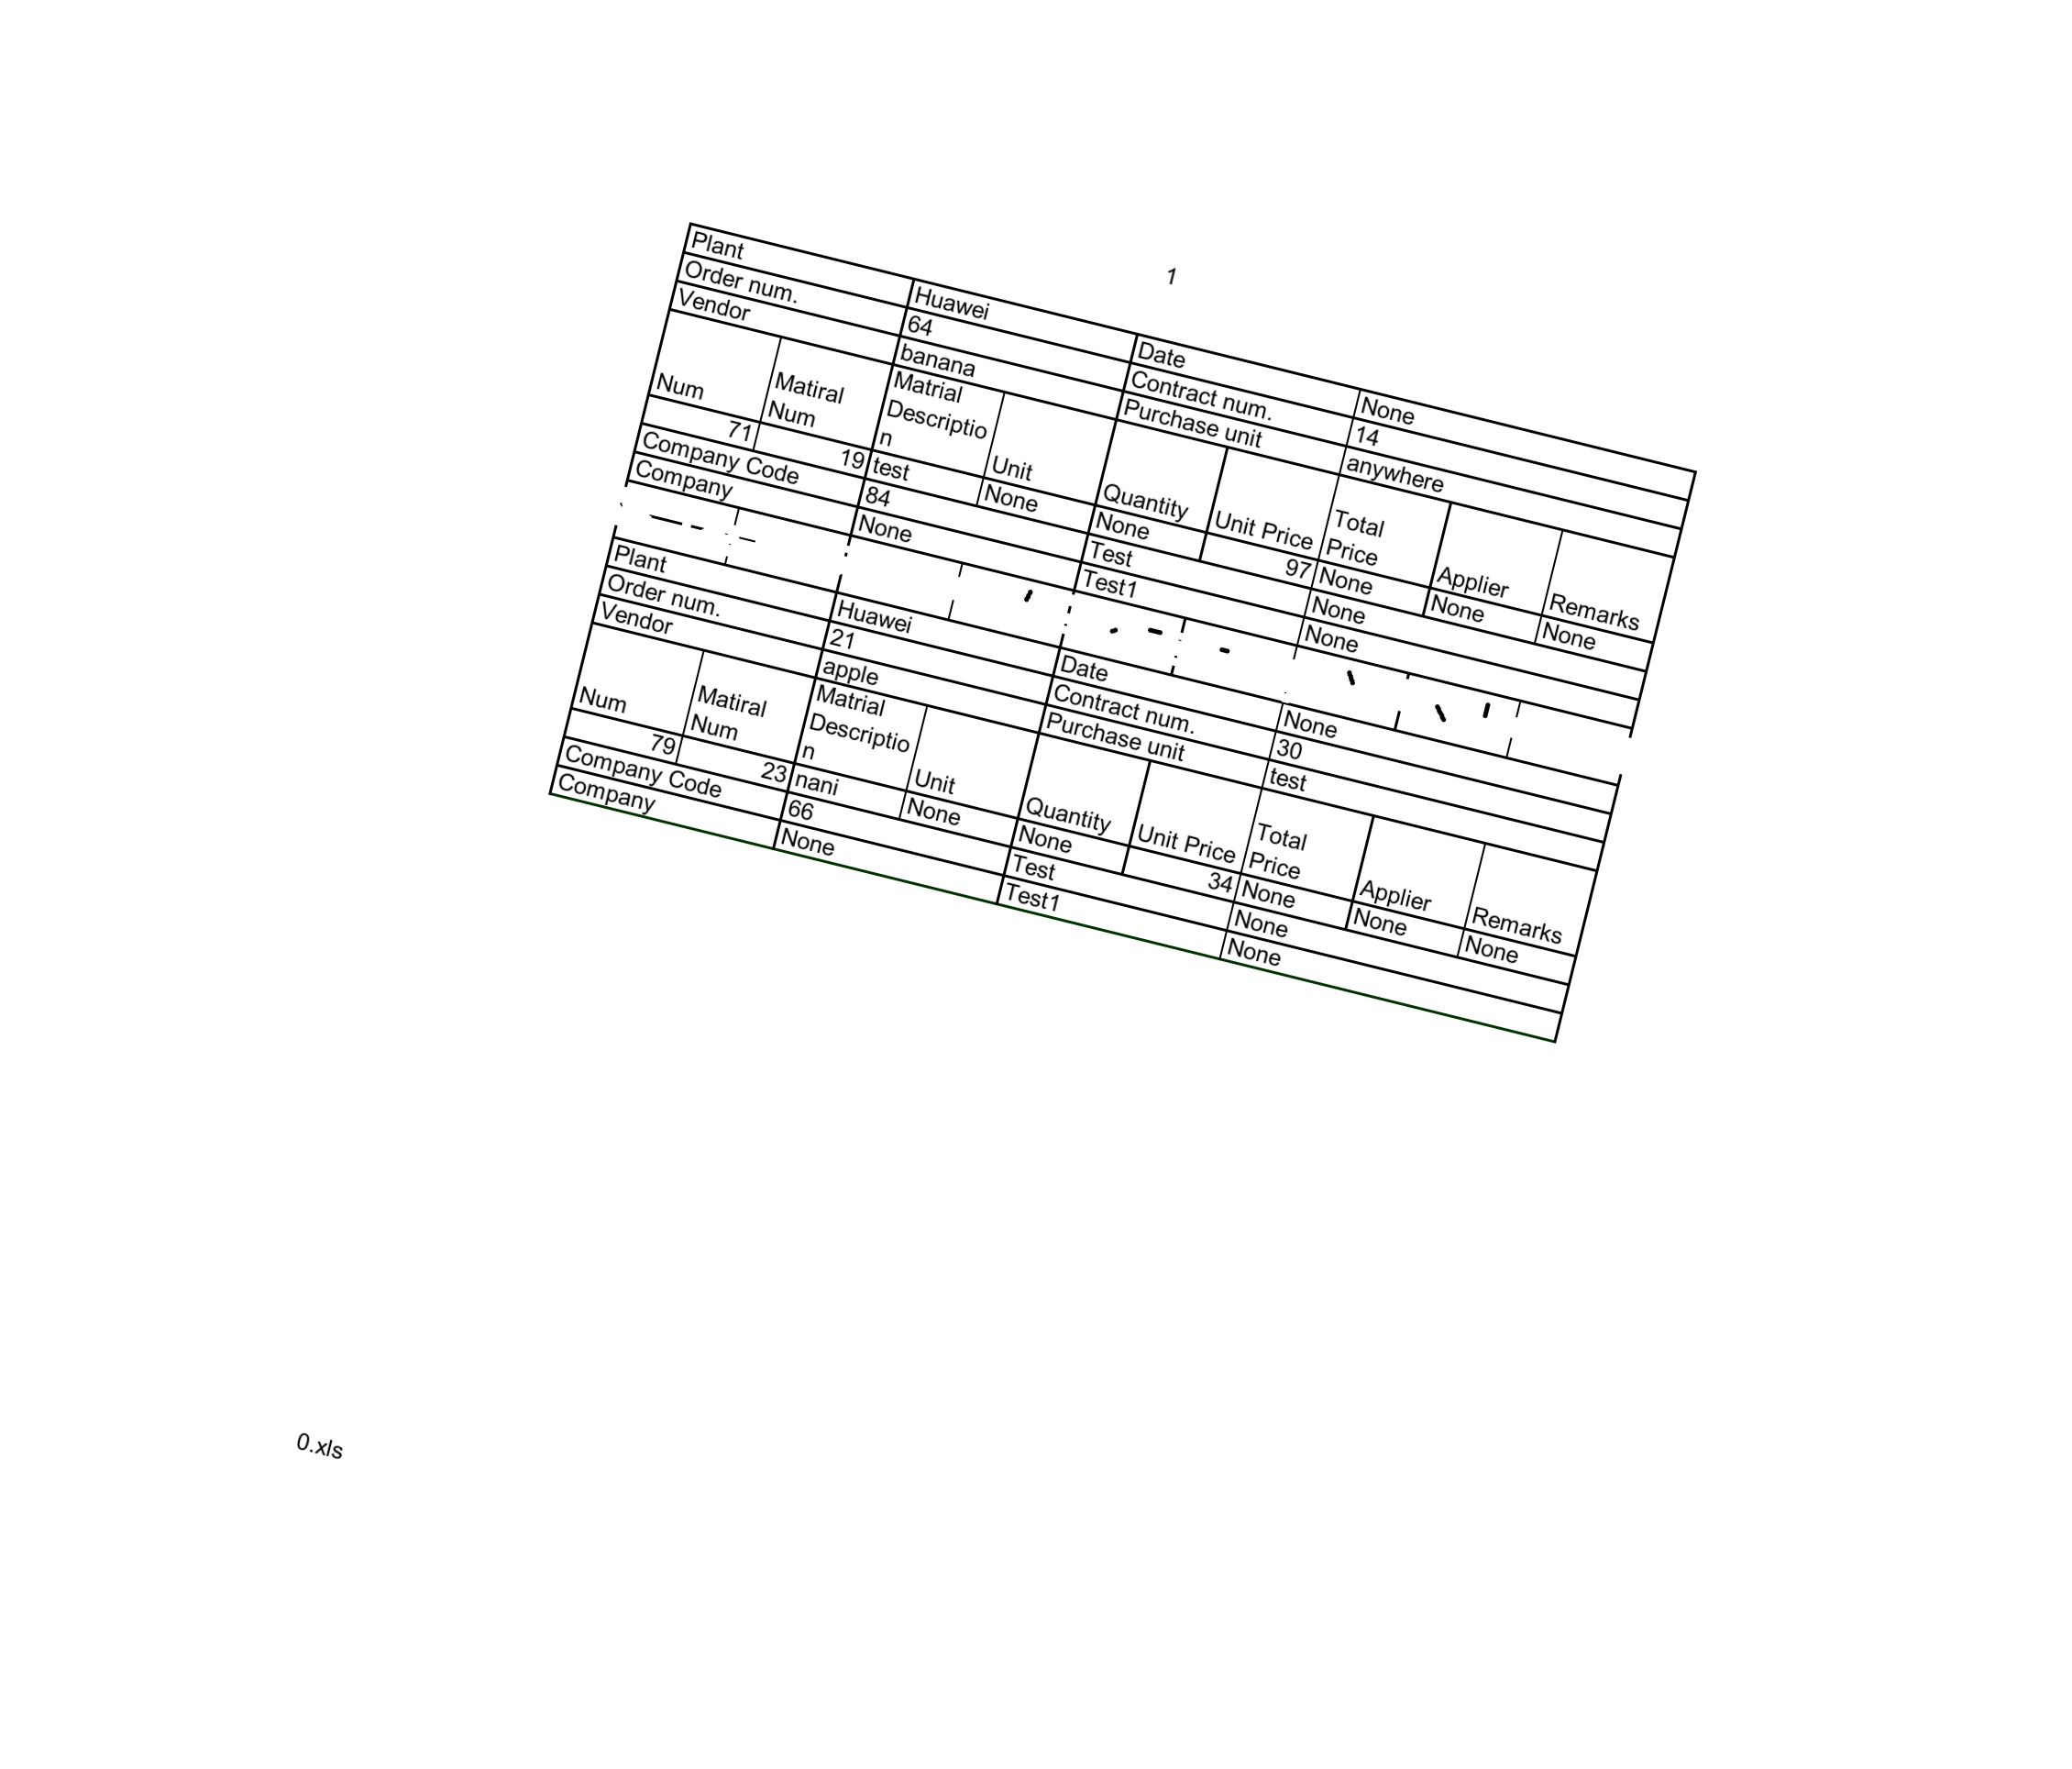 1
Plant Huawei Date None
Order num. 64 Contract num. 14
Vendor banana Purchase unit anywhere
Num Matiral Num Matrial Descriptio n Unit Quantity Unit Price Total Price Applier Remarks
71 19 test None None 97 None None None
Company Code 84 Test None
Company None Test1 None
Plant Huawei Date None
Order num. 21 Contract num. 30
Vendor apple Purchase unit test
Num Matiral Num Matrial Descriptio n Unit Quantity Unit Price Total Price Applier Remarks
79 23 nani None None 34 None None None
Company Code 66 Test None
Company None Test1 None
0.xls